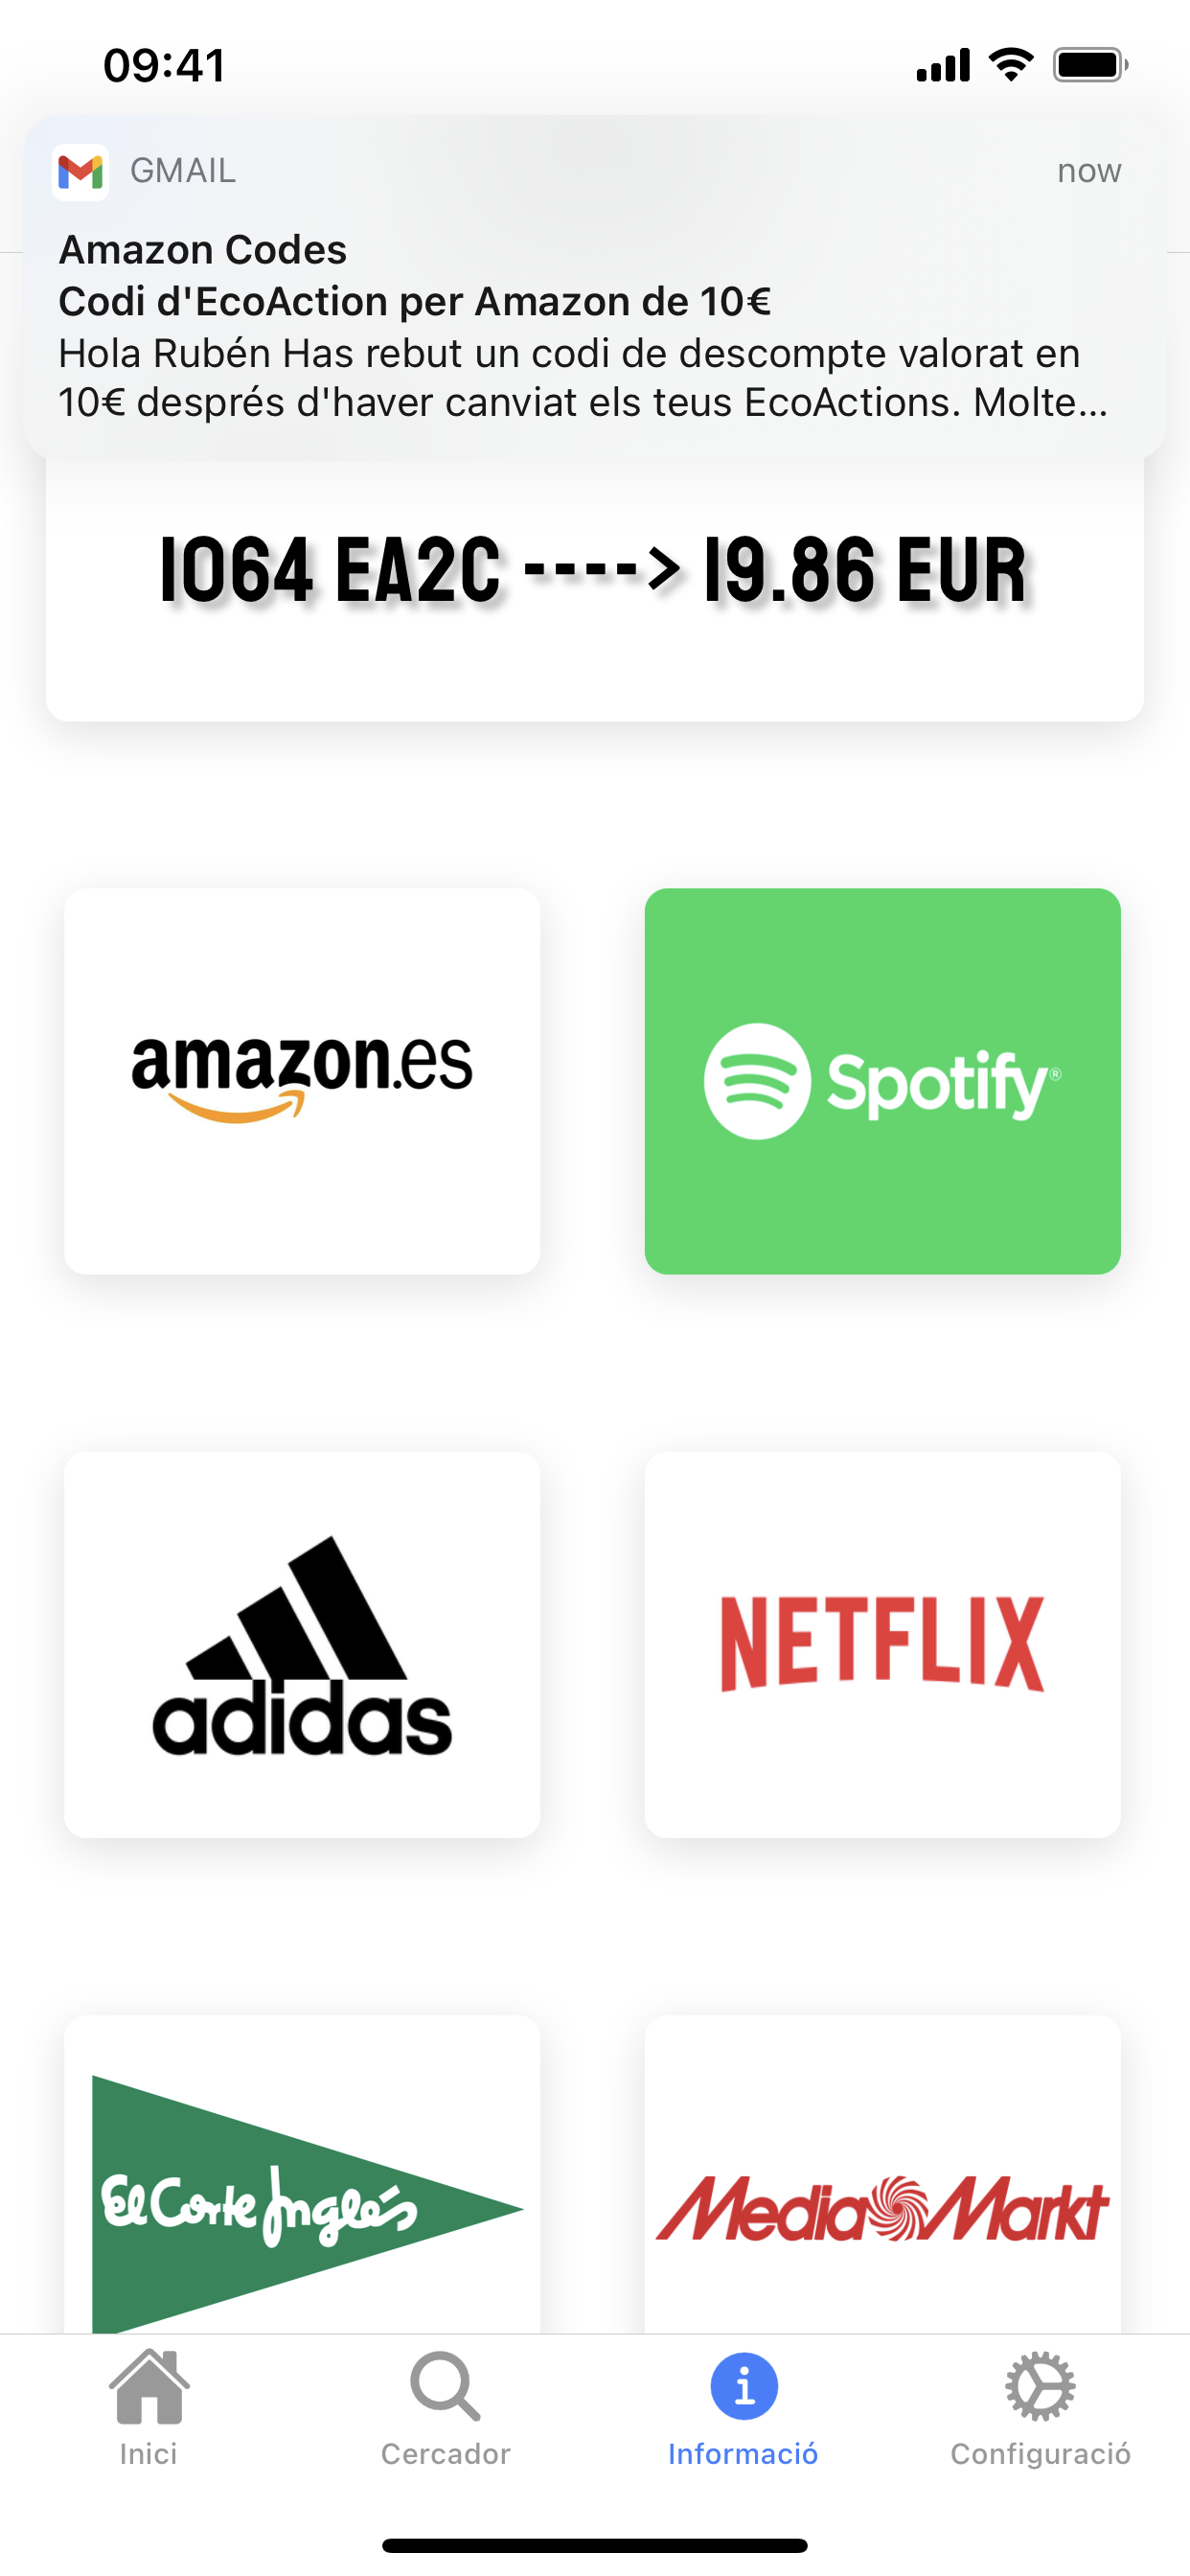 09:41
GMAIL
now
Amazon Codes
Codi d'EcoAction per Amazon de 10€
Hola Rubén Has rebut un codi de descompte valorat en
10€ després d'haver canviat els teus EcoActions. Molte...
1064 EA2C ----> 19.86 EUR
amazon.es
Spotify®
adidas
NETFLIX
El Corte Inglés
Media Markt
Inici
Cercador
Informació
Configuració